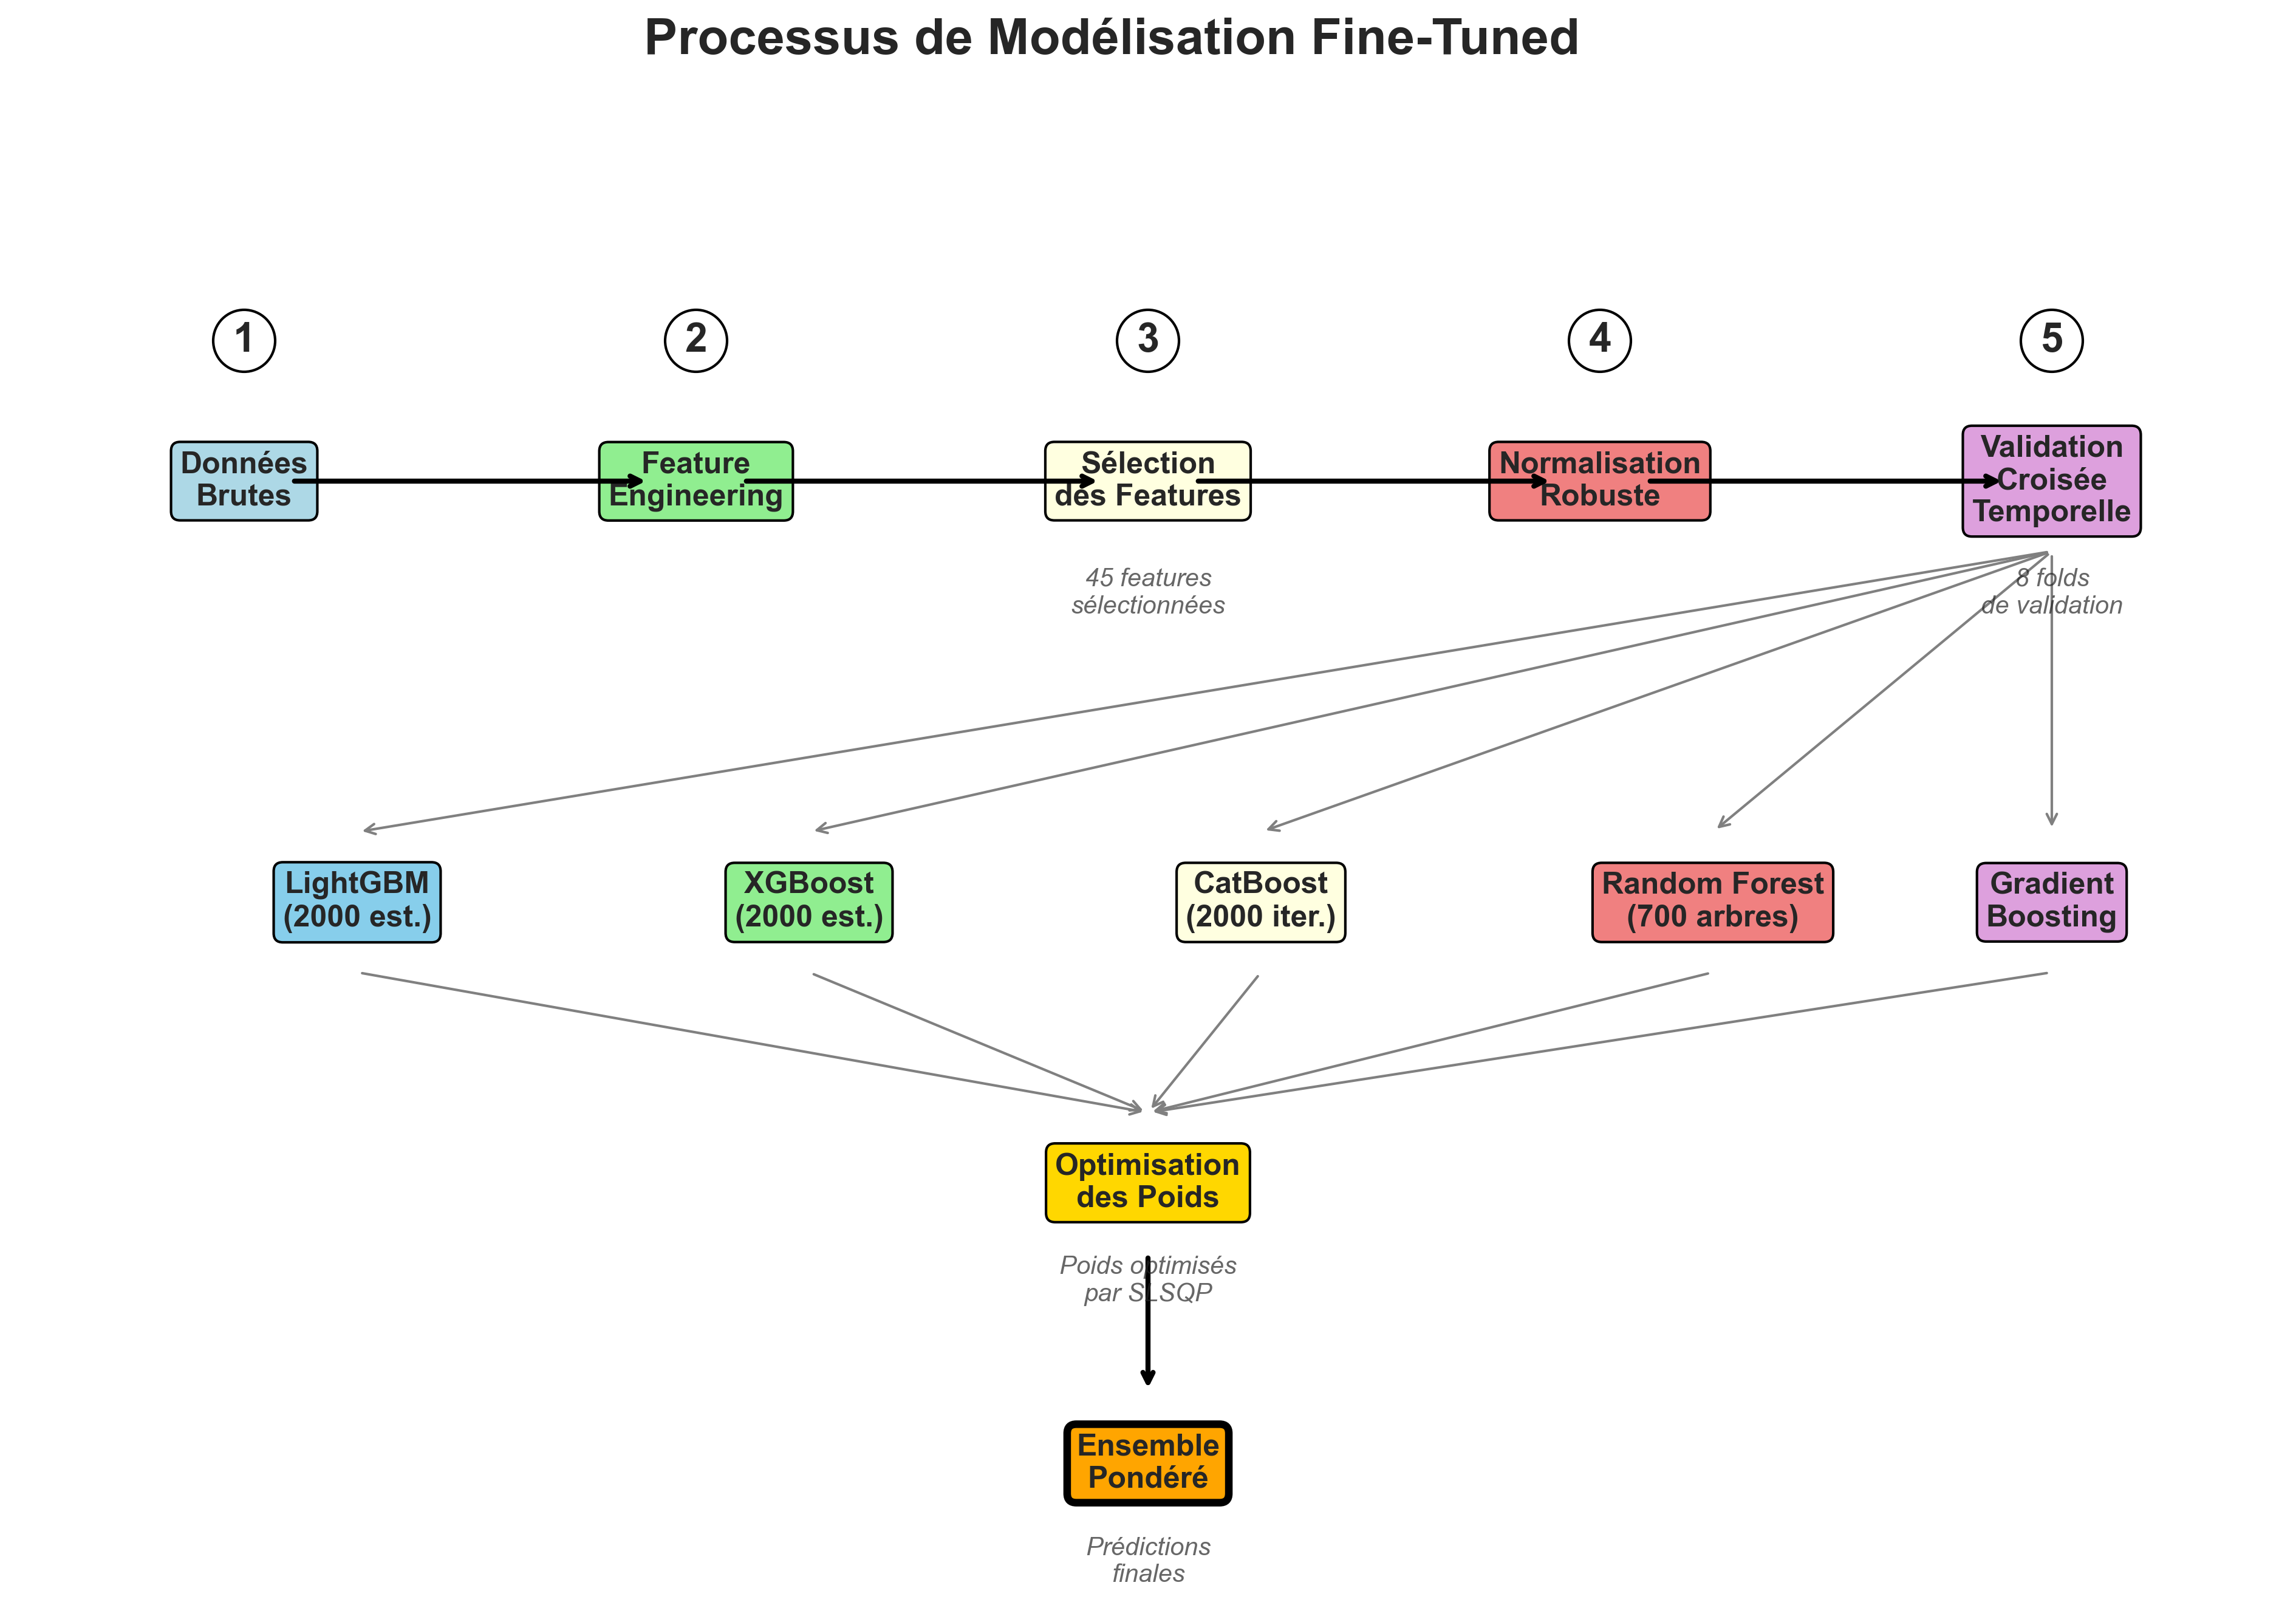 Processus de Modélisation Fine-Tuned
1
2
3
4
5
Données
Brutes
Feature
Engineering
Sélection
des Features
Normalisation
Robuste
Validation
Croisée
Temporelle
45 features
sélectionnées
8 folds
de validation
LightGBM
(2000 est.)
XGBoost
(2000 est.)
CatBoost
(2000 iter.)
Random Forest
(700 arbres)
Gradient
Boosting
Optimisation
des Poids
Poids optimisés
par SLSQP
Ensemble
Pondéré
Prédictions
finales